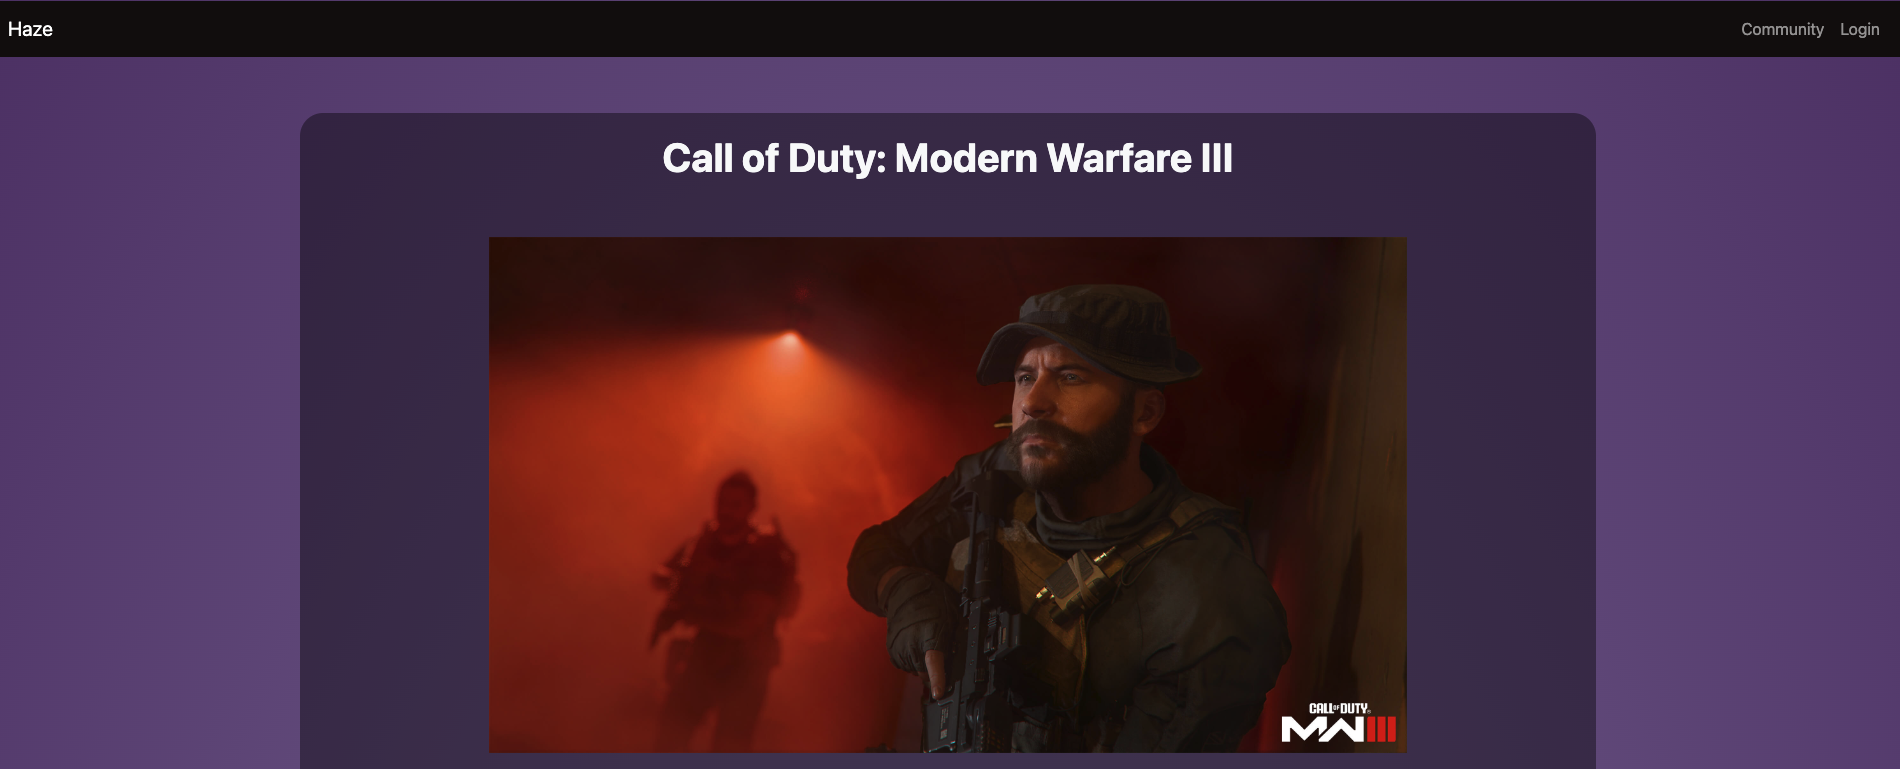 Haze
Community Login
Call of Duty: Modern Warfare III
CALL OF DUTY
MWIII